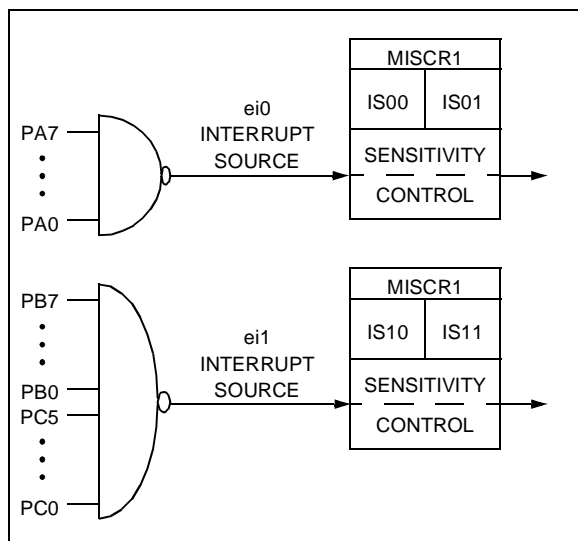 MISCR1
IS00 IS01
ei0
INTERRUPT
SOURCE
SENSITIVITY
CONTROL
PA7
PA0
MISCR1
IS10 IS11
ei1
INTERRUPT
SOURCE
SENSITIVITY
CONTROL
PB7
PB0
PC5
PC0